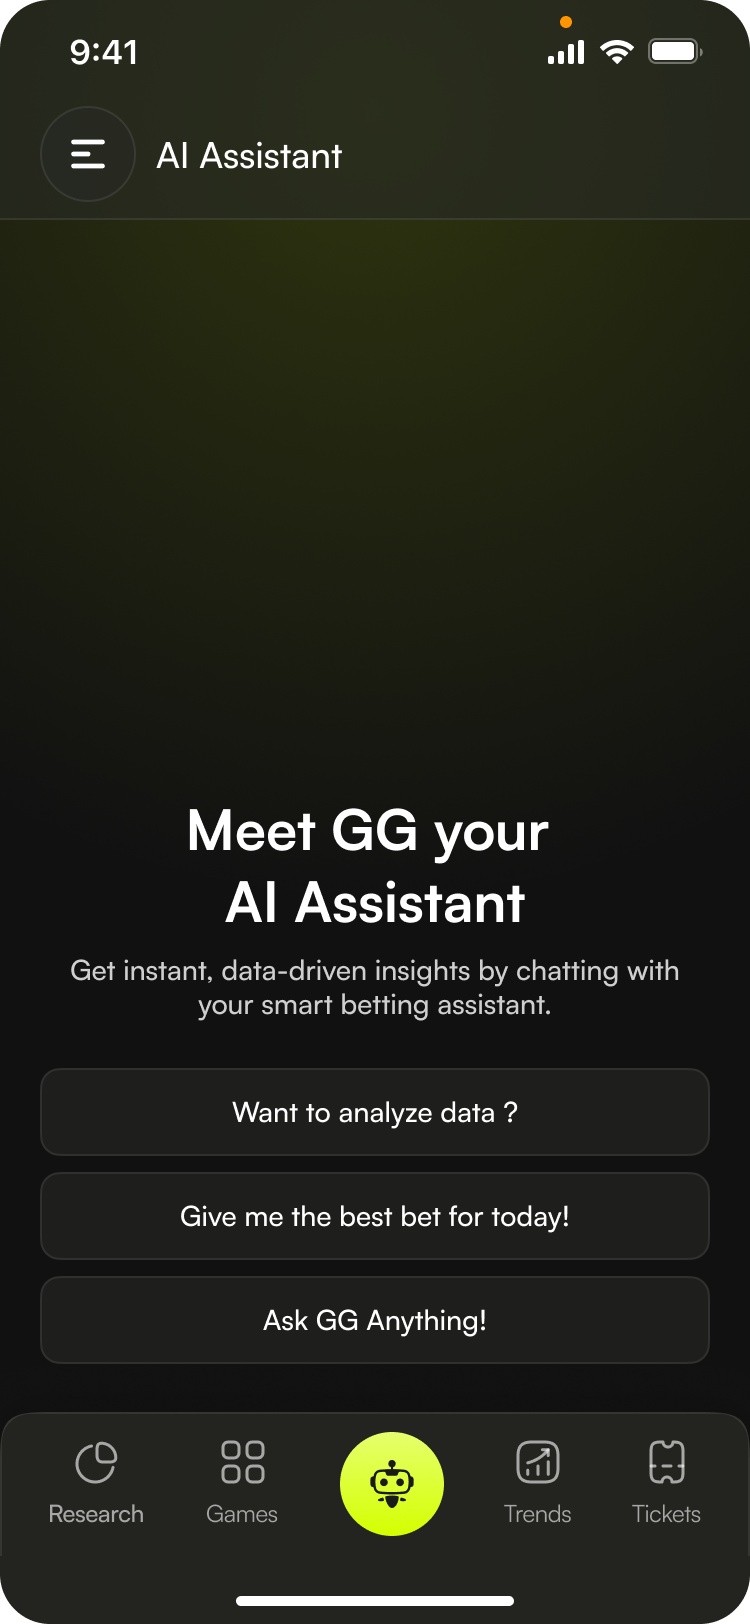 9:41
AI Assistant
Meet GG your
AI Assistant
Get instant, data-driven insights by chatting with
your smart betting assistant.
Want to analyze data ?
Give me the best bet for today!
Ask GG Anything!
Research
Games
Trends
Tickets